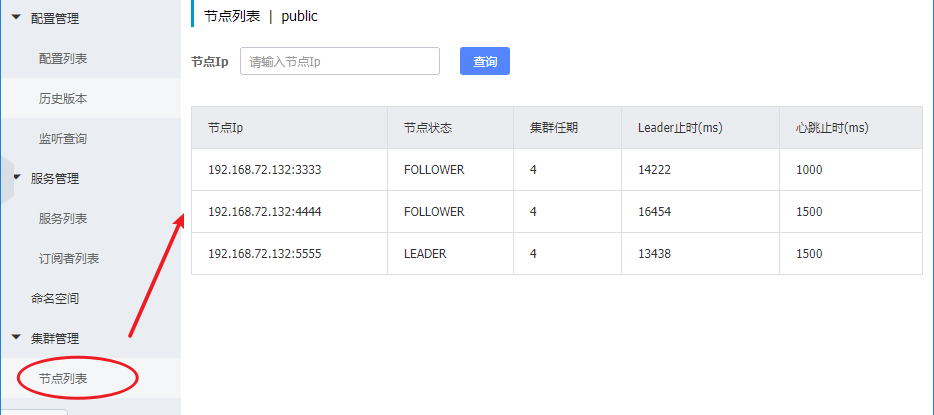 配置管理
配置列表
历史版本
监听查询
服务管理
服务列表
订阅者列表
命名空间
集群管理
节点列表
节点列表 | public
节点Ip 请输入节点Ip 查询
节点Ip 节点状态 集群任期 Leader止时(ms) 心跳止时(ms)
192.168.72.132:3333 FOLLOWER 4 14222 1000
192.168.72.132:4444 FOLLOWER 4 16454 1500
192.168.72.132:5555 LEADER 4 13438 1500